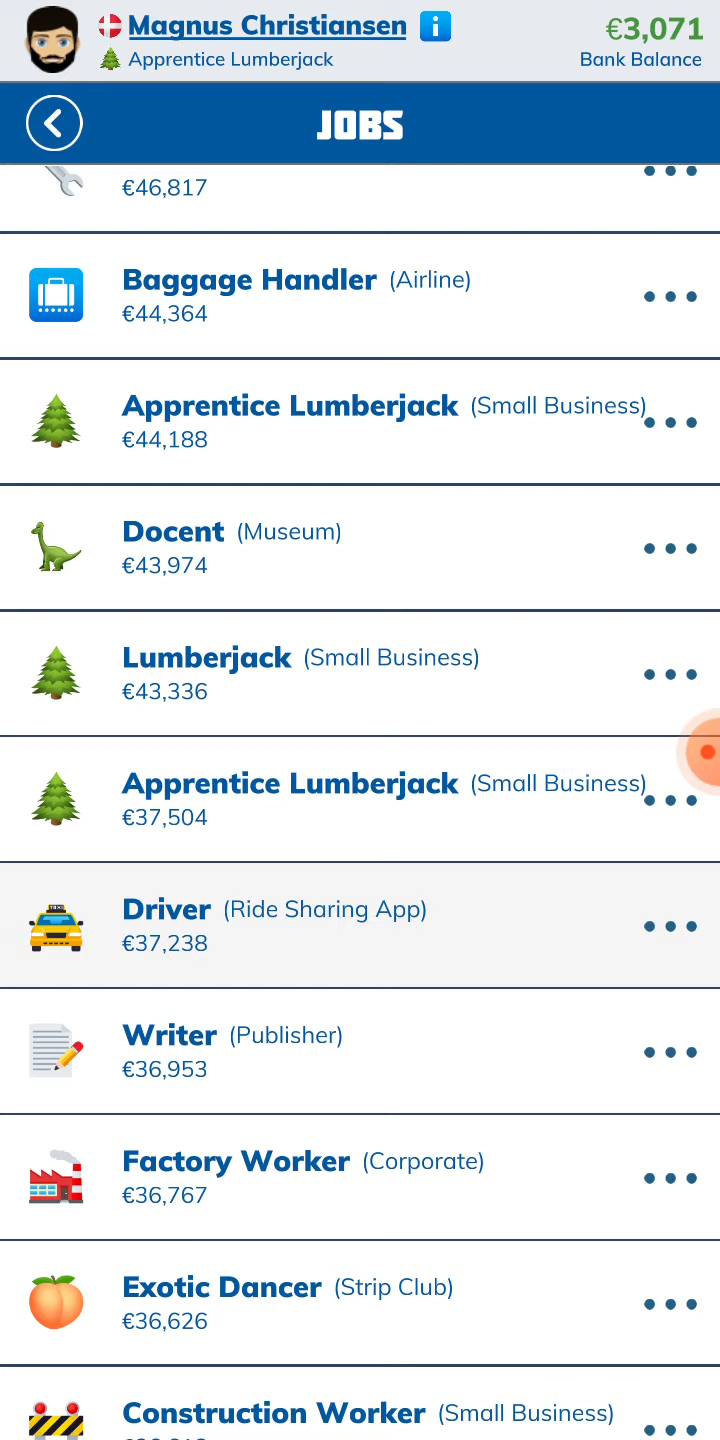 Magnus Christiansen
€3,071
Apprentice Lumberjack
Bank Balance
JOBS
€46,817
Baggage Handler (Airline)
€44,364
Apprentice Lumberjack (Small Business)
€44,188
Docent (Museum)
€43,974
Lumberjack (Small Business)
€43,336
Apprentice Lumberjack (Small Business)
€37,504
Driver (Ride Sharing App)
€37,238
Writer (Publisher)
€36,953
Factory Worker (Corporate)
€36,767
Exotic Dancer (Strip Club)
€36,626
Construction Worker (Small Business)